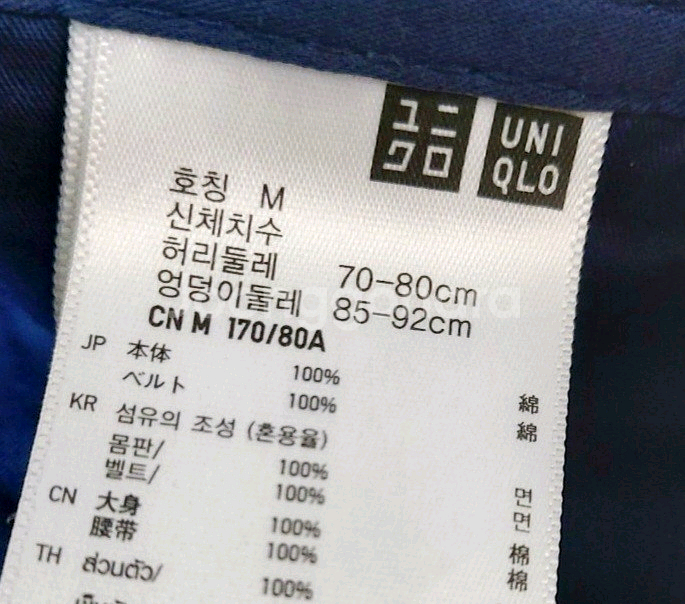 ユニ
クロ
UNI
QLO
호칭 M
신체치수
허리둘레 70-80cm
엉덩이둘레 85-92cm
CN M 170/80A
JP 本体 100% 綿
ベルト 100% 綿
KR 섬유의 조성 (혼용율)
몸판/ 100% 면
벨트/ 100% 면
CN 大身 100% 棉
腰带 100% 棉
TH ส่วนตัว/ 100%